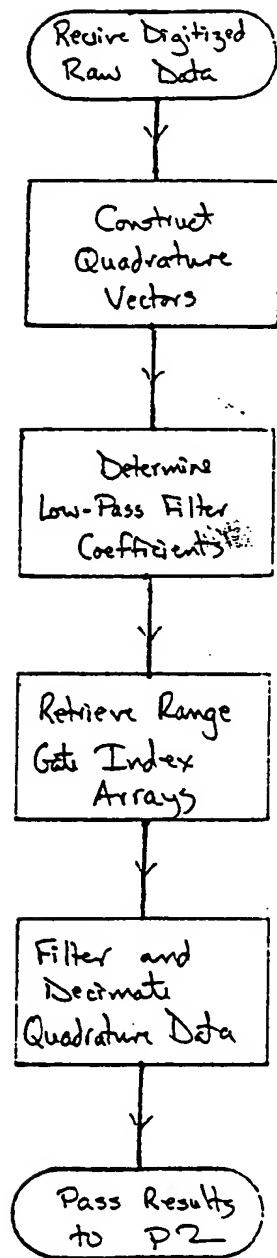 Receive Digitized
Raw Data
Construct
Quadrature
Vectors
Determine
Low-Pass Filter
Coefficients
Retrieve Range
Gate Index
Arrays
Filter and
Decimate
Quadrature Data
Pass Results
to P2